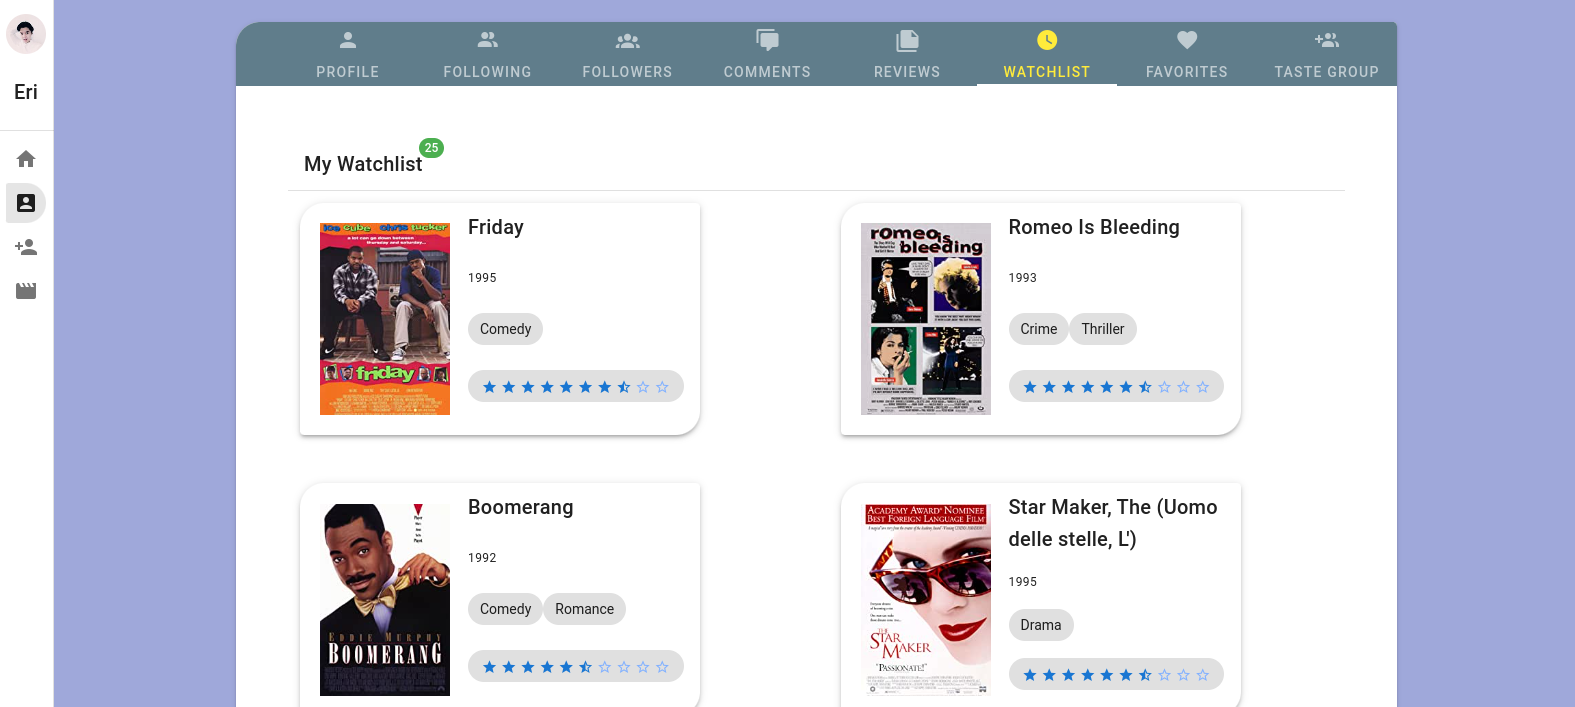 Eri
PROFILE
FOLLOWING
FOLLOWERS
COMMENTS
REVIEWS
WATCHLIST
FAVORITES
TASTE GROUP
My Watchlist
25
Friday
1995
Comedy
ice cube chris tucker
a lot can go down between
thursday and saturday...
friday
Romeo Is Bleeding
1993
Crime
Thriller
romeo is
bleeding
Boomerang
1992
Comedy
Romance
EDDIE MURPHY
BOOMERANG
Star Maker, The (Uomo
delle stelle, L')
1995
Drama
ACADEMY AWARD® NOMINEE
BEST FOREIGN LANGUAGE FILM
THE
STAR
MAKER
"PASSIONATE!"